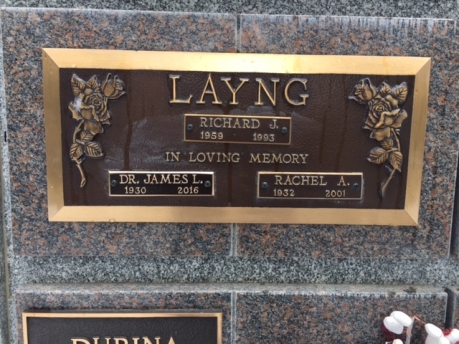 LAYNG
RICHARD J.
1959 1993
IN LOVING MEMORY
DR. JAMES L.
1930 2016
RACHEL A.
1932 2001
DUBINA